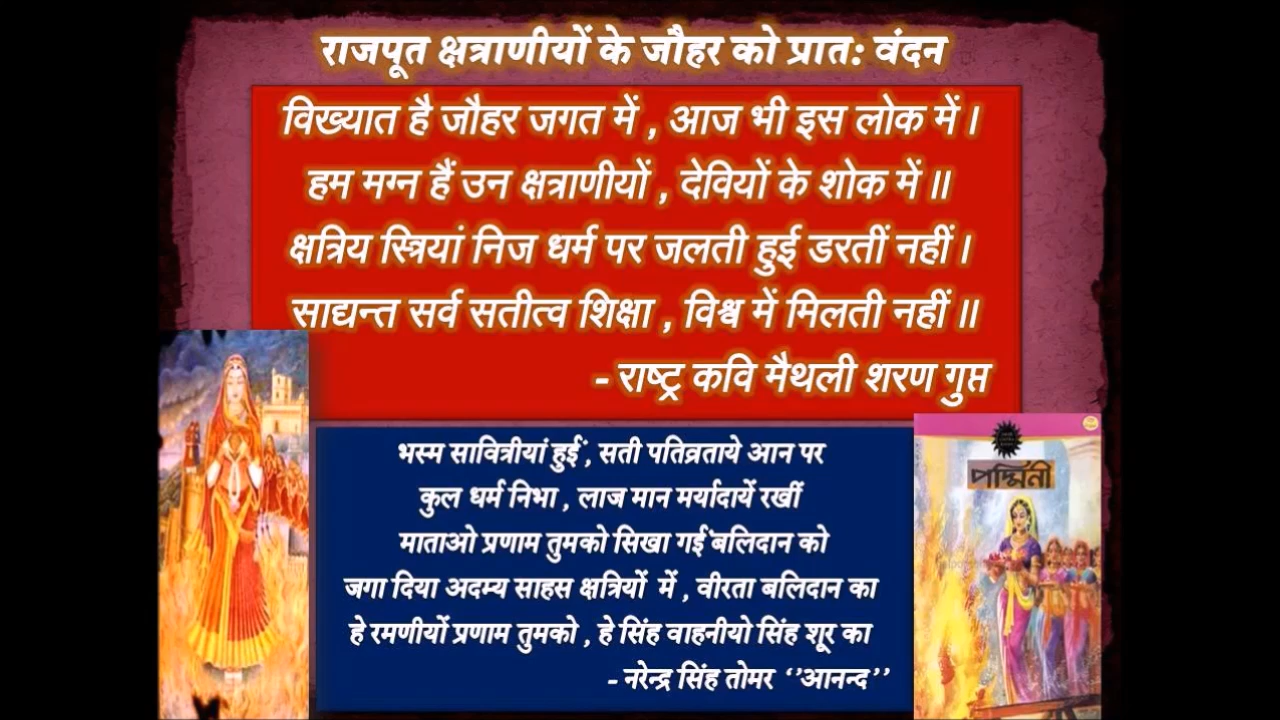 राजपूत क्षत्राणीयों के जौहर को प्रात: वंदन
विख्यात है जौहर जगत में , आज भी इस लोक में ।
हम मग्न हैं उन क्षत्राणीयों , देवियों के शोक में ॥
क्षत्रिय स्त्रियां निज धर्म पर जलती हुई डरतीं नहीं ।
साद्यन्त सर्व सतीत्व शिक्षा , विश्व में मिलती नहीं ॥
- राष्ट्र कवि मैथली शरण गुप्त
भस्म सावित्रीयां हुईं , सती पतिव्रताये आन पर
कुल धर्म निभा , लाज मान मर्यादायें रखीं
माताओ प्रणाम तुमको सिखा गईं बलिदान को
जगा दिया अदम्य साहस क्षत्रियों में , वीरता बलिदान का
हे रमणीयों प्रणाम तुमको , हे सिंह वाहनीयो सिंह शूर का
- नरेन्द्र सिंह तोमर ‘’आनन्द’’
পদ্মিনী